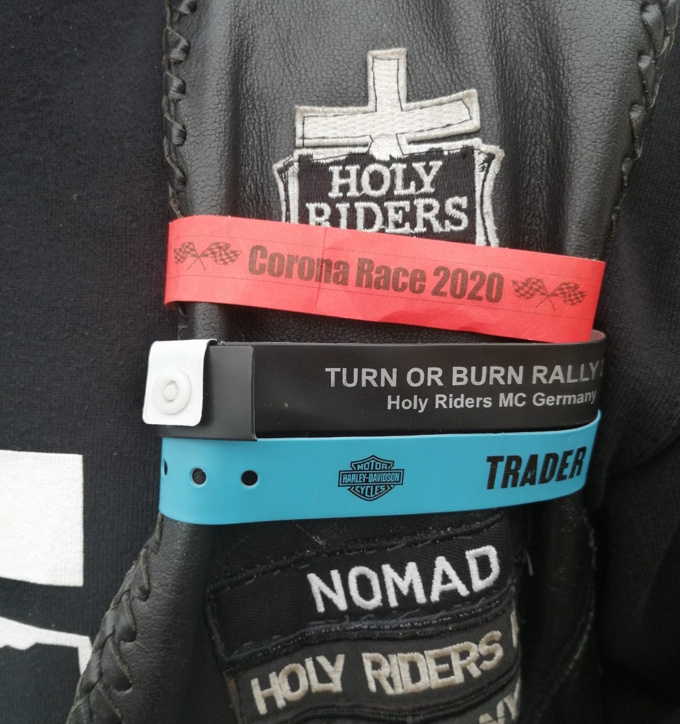 HOLY
RIDERS
Corona Race 2020
TURN OR BURN RALLY
Holy Riders MC Germany
MOTOR
HARLEY-DAVIDSON
CYCLES
TRADER
NOMAD
HOLY RIDERS